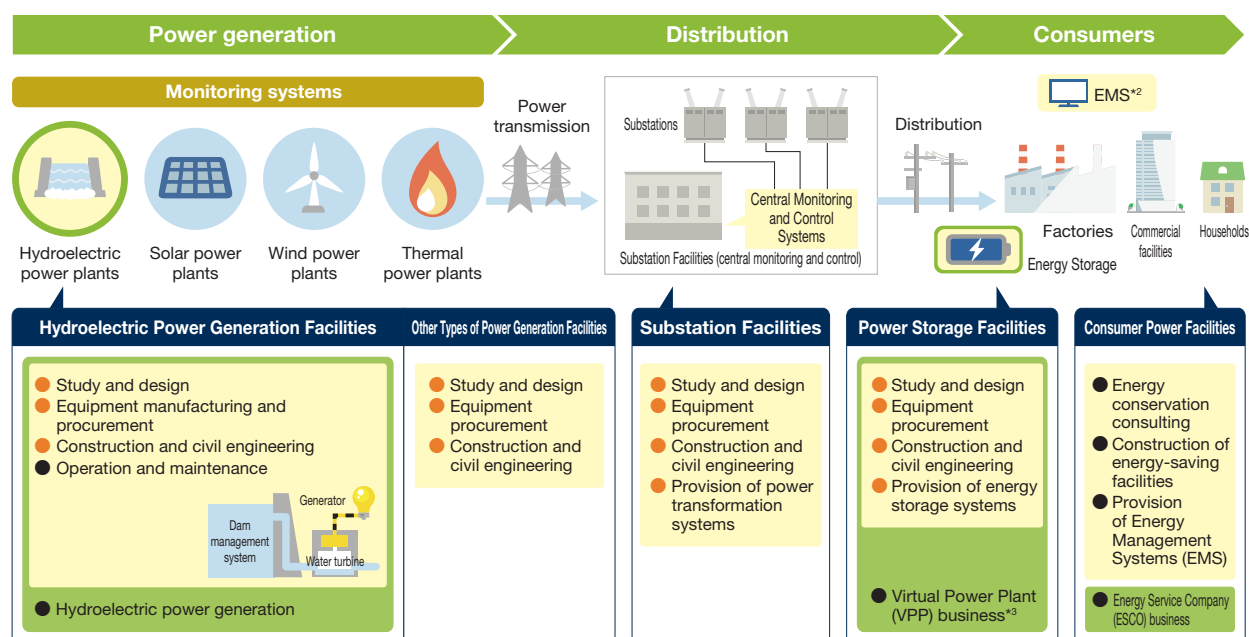 Power generation
Distribution
Consumers
Monitoring systems
Hydroelectric
power plants
Solar power
plants
Wind power
plants
Thermal
power plants
Power
transmission
Substations
Central Monitoring
and Control
Systems
Substation Facilities (central monitoring and control)
Distribution
EMS*2
Factories
Commercial
facilities
Households
Energy Storage
Hydroelectric Power Generation Facilities
● Study and design
● Equipment manufacturing and
procurement
● Construction and civil engineering
● Operation and maintenance
Generator
Dam
management
system
Water turbine
● Hydroelectric power generation
Other Types of Power Generation Facilities
● Study and design
● Equipment
procurement
● Construction and
civil engineering
Substation Facilities
● Study and design
● Equipment
procurement
● Construction and
civil engineering
● Provision of power
transformation
systems
Power Storage Facilities
● Study and design
● Equipment
procurement
● Construction and
civil engineering
● Provision of energy
storage systems
● Virtual Power Plant
(VPP) business*3
Consumer Power Facilities
● Energy
conservation
consulting
● Construction of
energy-saving
facilities
● Provision
of Energy
Management
Systems (EMS)
● Energy Service Company
(ESCO) business